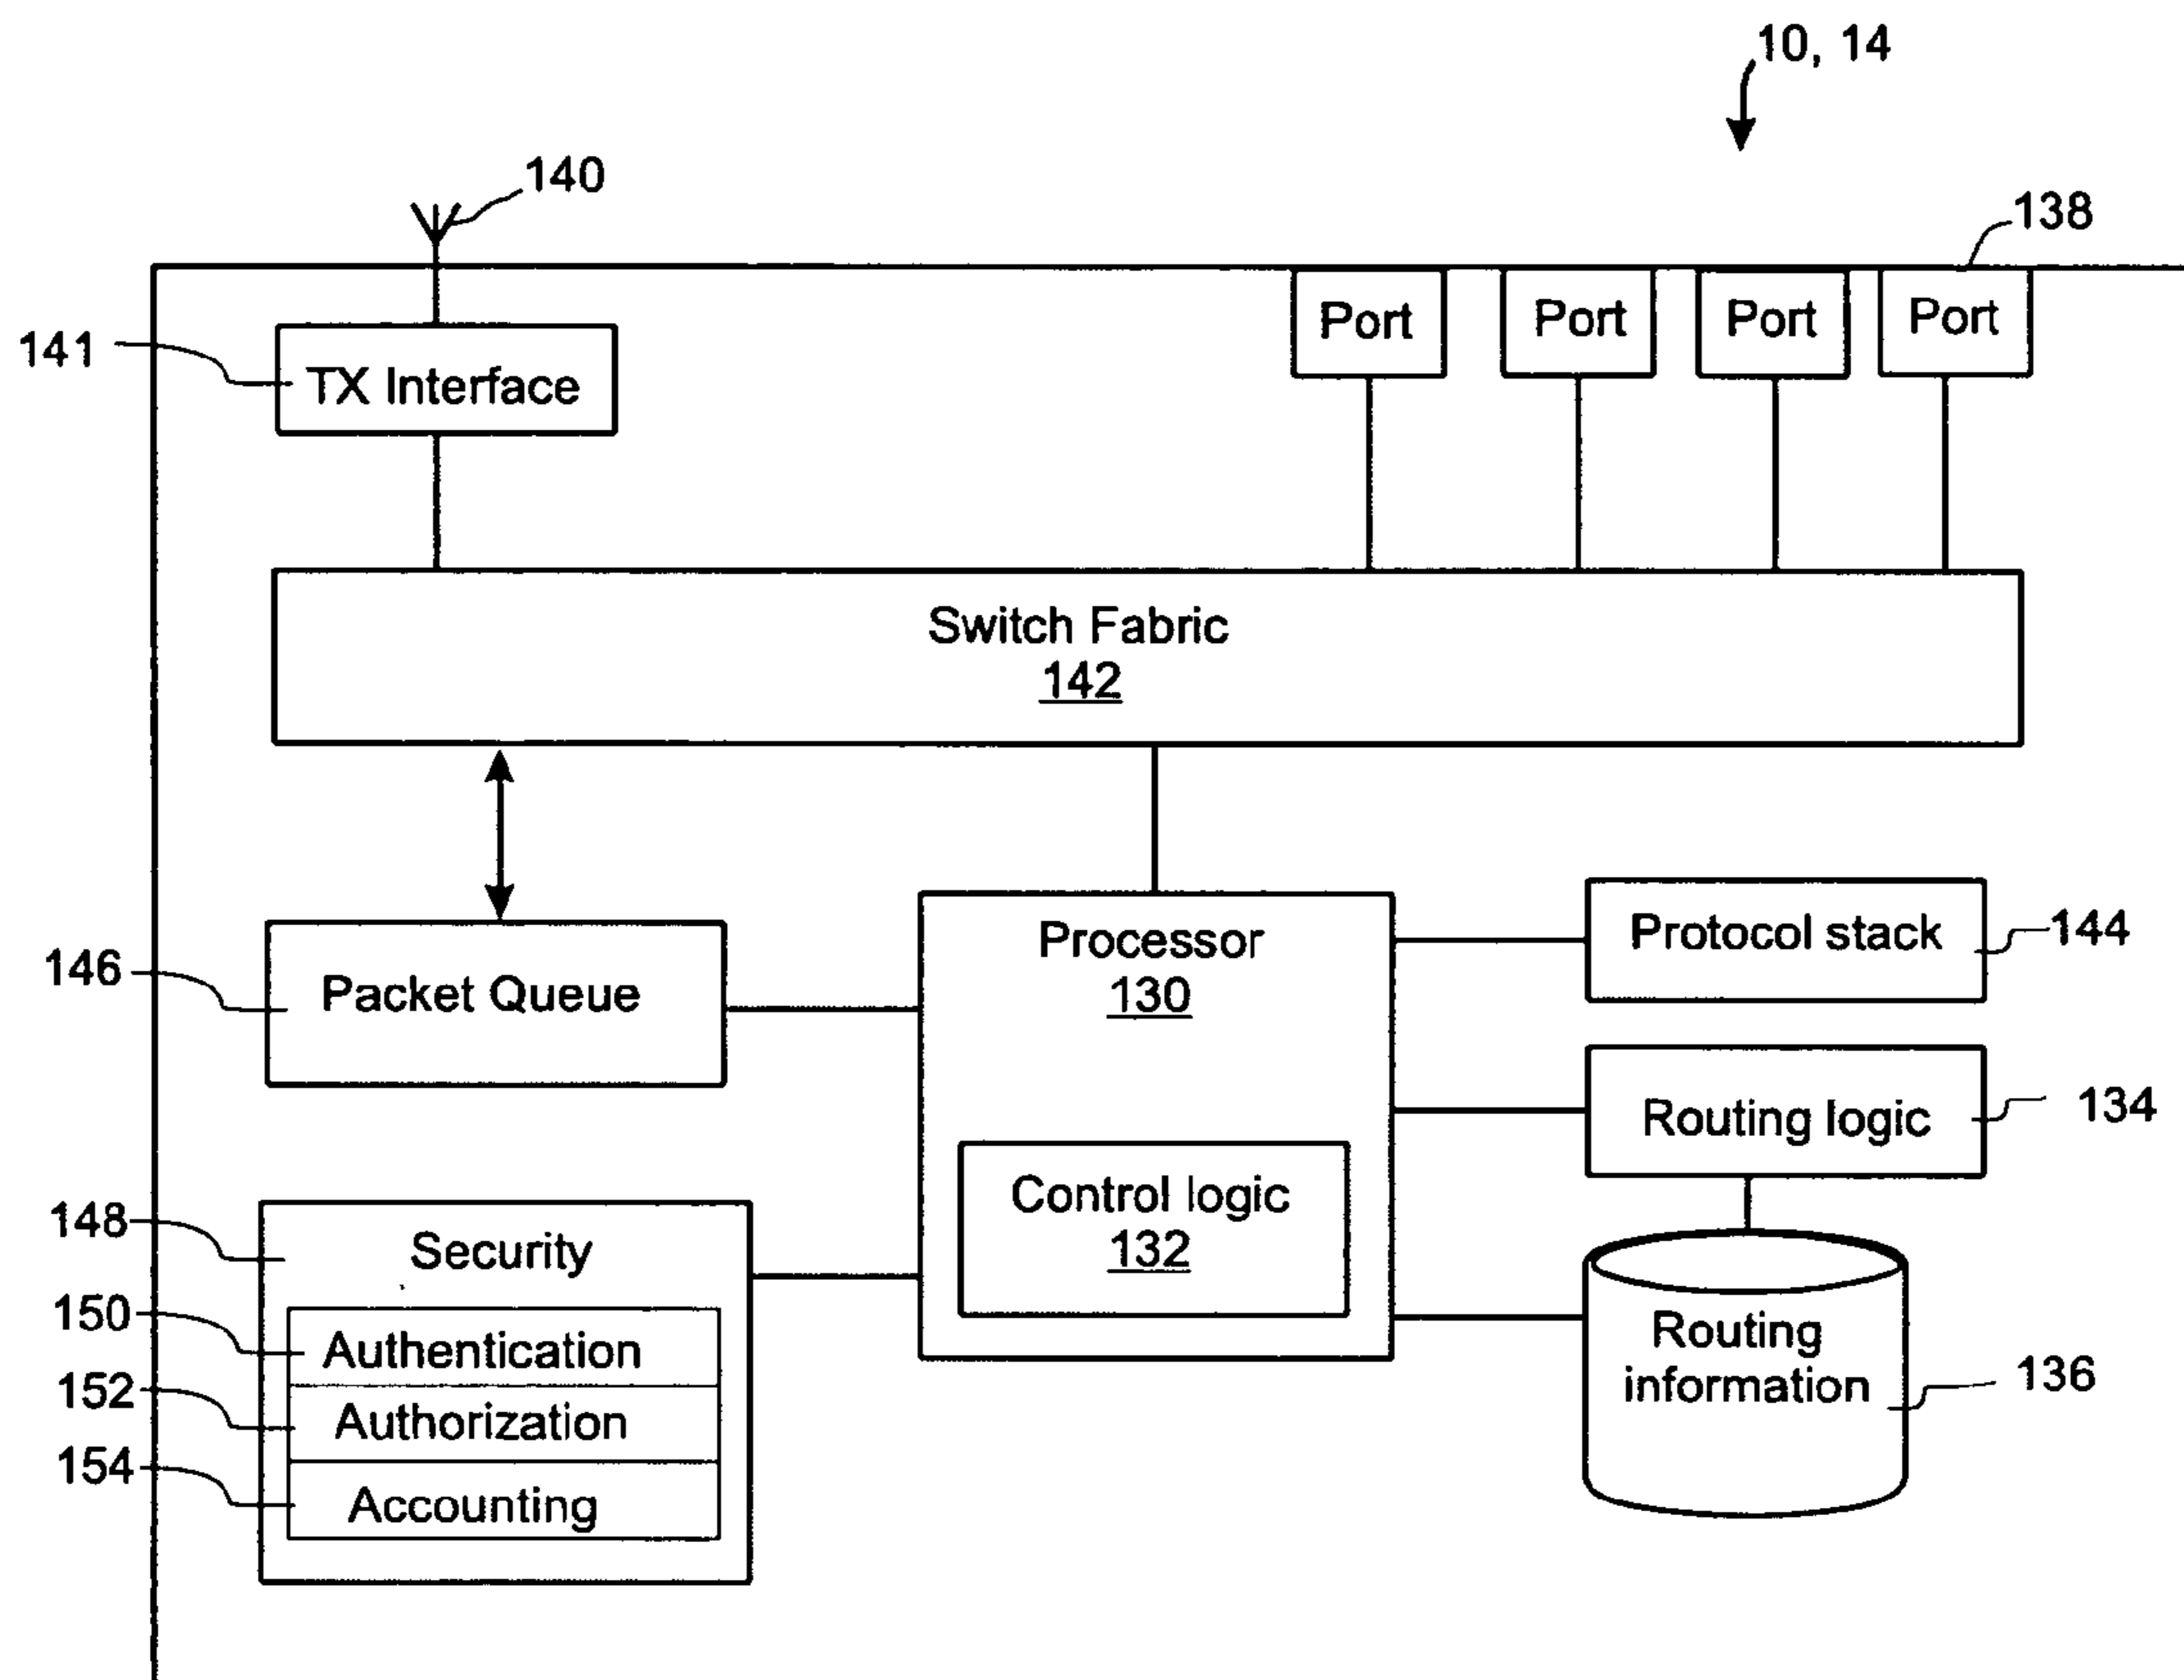 10, 14
140
138
141
TX Interface
Port
Port
Port
Port
Switch Fabric
142
146
Packet Queue
Processor
130
Protocol stack
144
Routing logic
134
Control logic
132
148
Security
150
Authentication
152
Authorization
154
Accounting
Routing
information
136